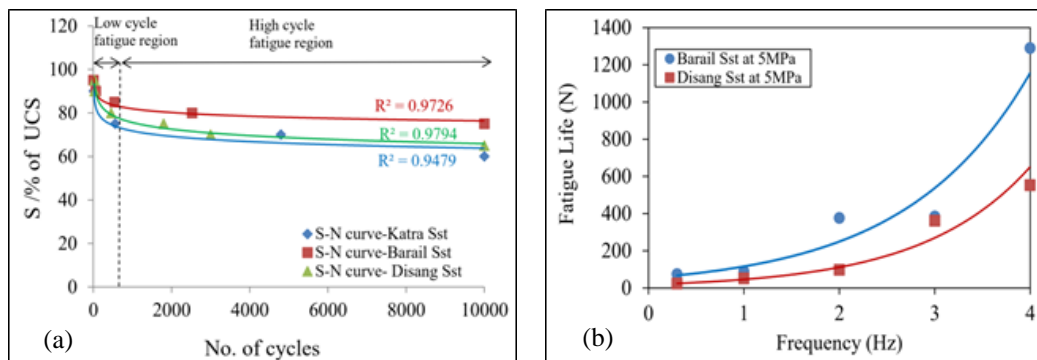 Low cycle
fatigue region
High cycle
fatigue region
120
100
80
60
40
20
0
S /% of UCS
R² = 0.9726
R² = 0.9794
R² = 0.9479
S-N curve-Katra Sst
S-N curve-Barail Sst
S-N curve- Disang Sst
0 2000 4000 6000 8000 10000
No. of cycles
(a)
1400
1200
1000
800
600
400
200
0
Fatigue Life (N)
Barail Sst at 5MPa
Disang Sst at 5MPa
0 1 2 3 4
Frequency (Hz)
(b)